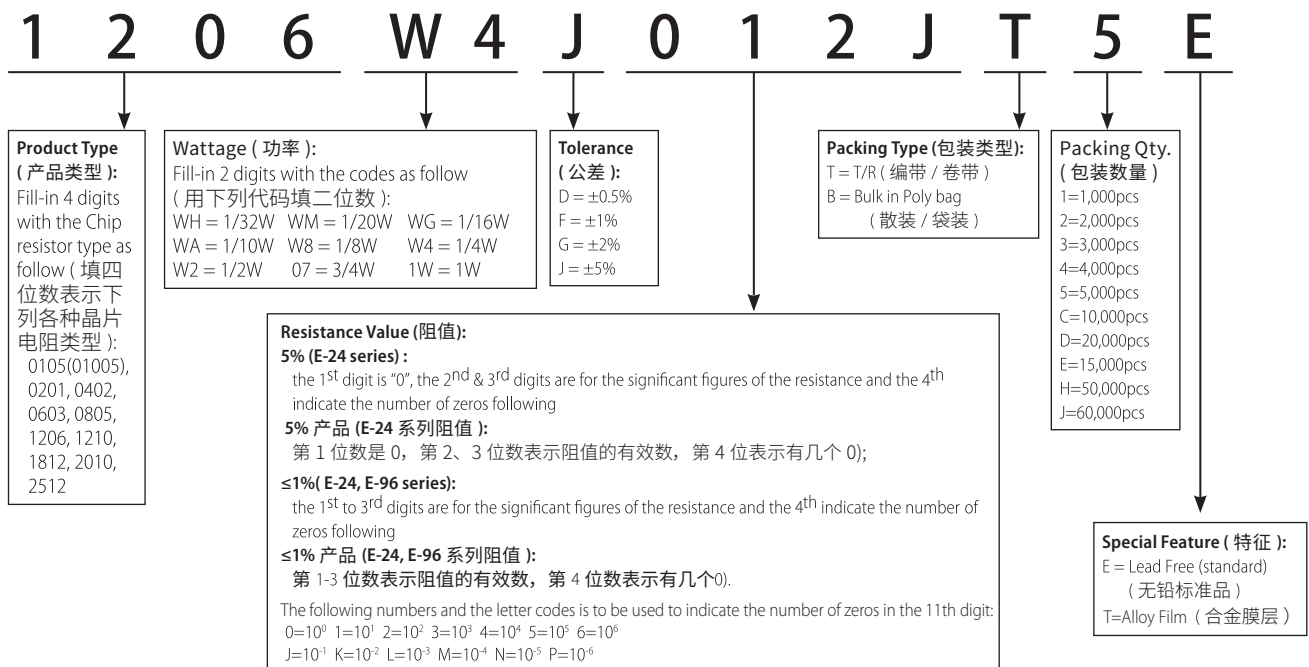 1 2 0 6 W 4 J 0 1 2 J T 5 E
Product Type
( 产品类型 ):
Fill-in 4 digits
with the Chip
resistor type as
follow ( 填四
位数表示下
列各种晶片
电阻类型 ):
0105(01005),
0201, 0402,
0603, 0805,
1206, 1210,
1812, 2010,
2512
Wattage ( 功率 ):
Fill-in 2 digits with the codes as follow
( 用下列代码填二位数 ):
WH = 1/32W WM = 1/20W WG = 1/16W
WA = 1/10W W8 = 1/8W W4 = 1/4W
W2 = 1/2W 07 = 3/4W 1W = 1W
Tolerance
( 公差 ):
D = ±0.5%
F = ±1%
G = ±2%
J = ±5%
Resistance Value (阻值):
5% (E-24 series) :
the 1st digit is “0”, the 2nd & 3rd digits are for the significant figures of the resistance and the 4th
indicate the number of zeros following
5% 产品 (E-24 系列阻值 ):
第 1 位数是 0，第 2、3 位数表示阻值的有效数，第 4 位表示有几个 0);
≤1%( E-24, E-96 series):
the 1st to 3rd digits are for the significant figures of the resistance and the 4th indicate the number of
zeros following
≤1% 产品 (E-24, E-96 系列阻值 ):
第 1-3 位数表示阻值的有效数，第 4 位数表示有几个0).
The following numbers and the letter codes is to be used to indicate the number of zeros in the 11th digit:
0=10⁰ 1=10¹ 2=10² 3=10³ 4=10⁴ 5=10⁵ 6=10⁶
J=10⁻¹ K=10⁻² L=10⁻³ M=10⁻⁴ N=10⁻⁵ P=10⁻⁶
Packing Type (包装类型):
T = T/R ( 编带 / 卷带 )
B = Bulk in Poly bag
( 散装 / 袋装 )
Packing Qty.
( 包装数量 )
1=1,000pcs
2=2,000pcs
3=3,000pcs
4=4,000pcs
5=5,000pcs
C=10,000pcs
D=20,000pcs
E=15,000pcs
H=50,000pcs
J=60,000pcs
Special Feature ( 特征 ):
E = Lead Free (standard)
( 无铅标准品 )
T=Alloy Film ( 合金膜层 )